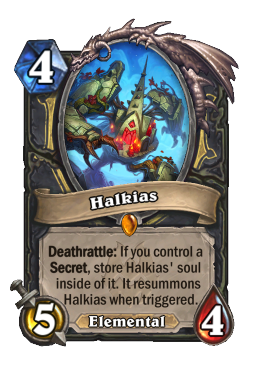 4
Halkias
Deathrattle: If you control a
Secret, store Halkias' soul
inside of it. It resummons
Halkias when triggered.
5
Elemental
4